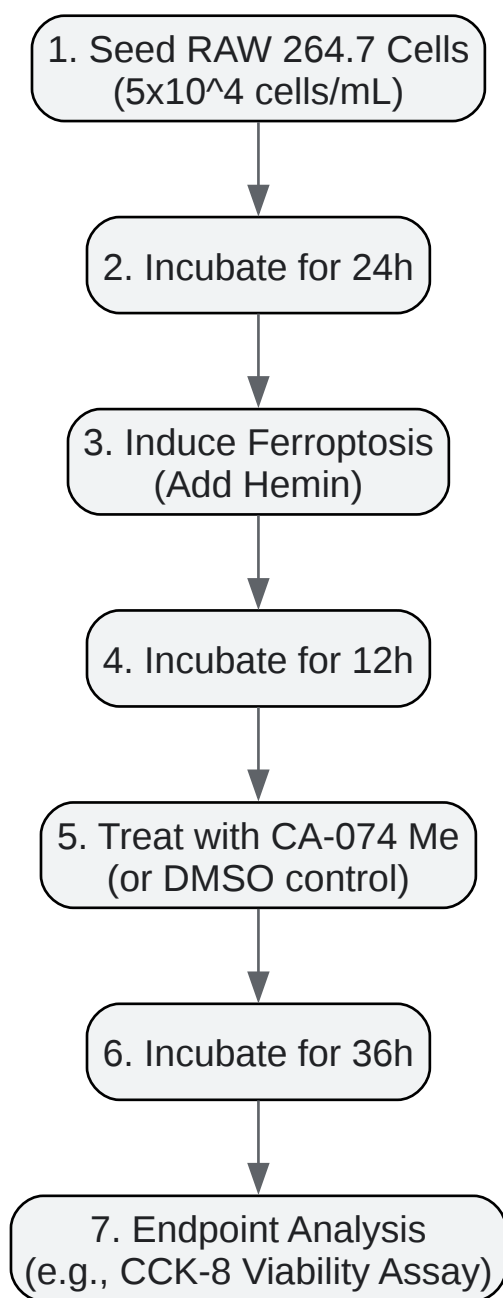 1. Seed RAW 264.7 Cells
(5x10^4 cells/mL)
2. Incubate for 24h
3. Induce Ferroptosis
(Add Hemin)
4. Incubate for 12h
5. Treat with CA-074 Me
(or DMSO control)
6. Incubate for 36h
7. Endpoint Analysis
(e.g., CCK-8 Viability Assay)